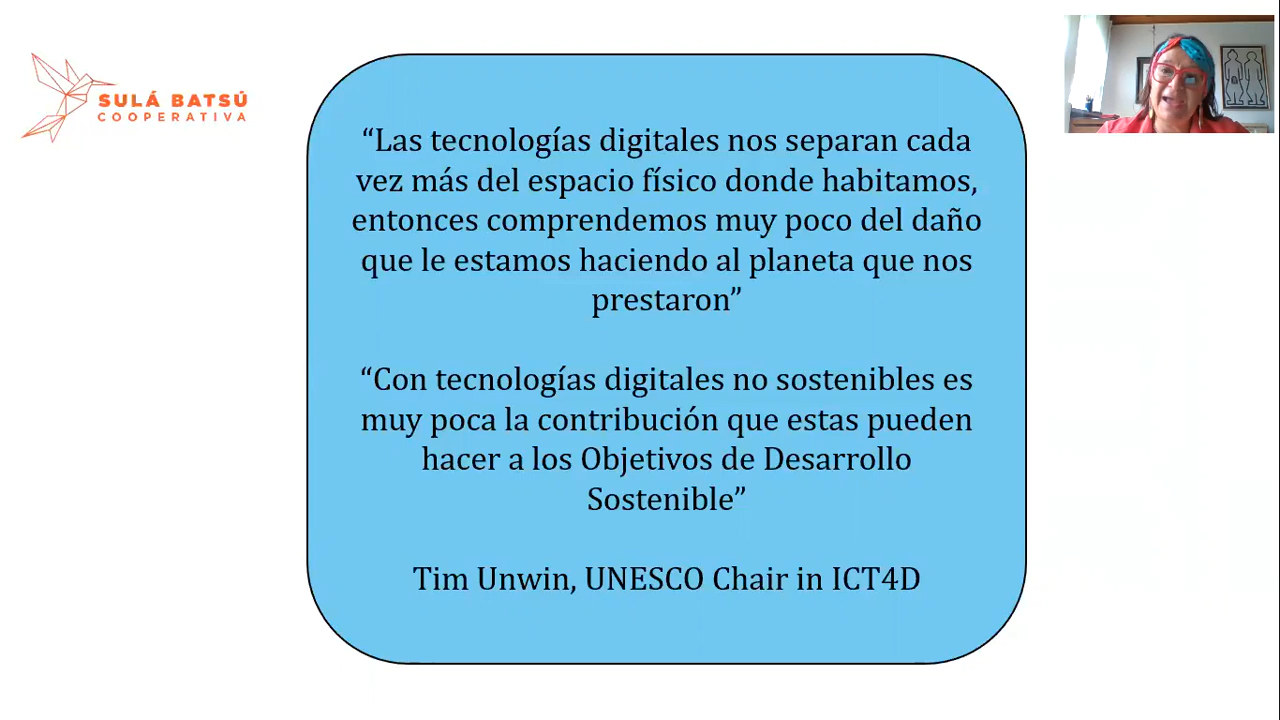 SULÁ BATSÚ
COOPERATIVA
“Las tecnologías digitales nos separan cada
vez más del espacio físico donde habitamos,
entonces comprendemos muy poco del daño
que le estamos haciendo al planeta que nos
prestaron”
“Con tecnologías digitales no sostenibles es
muy poca la contribución que estas pueden
hacer a los Objetivos de Desarrollo
Sostenible”
Tim Unwin, UNESCO Chair in ICT4D